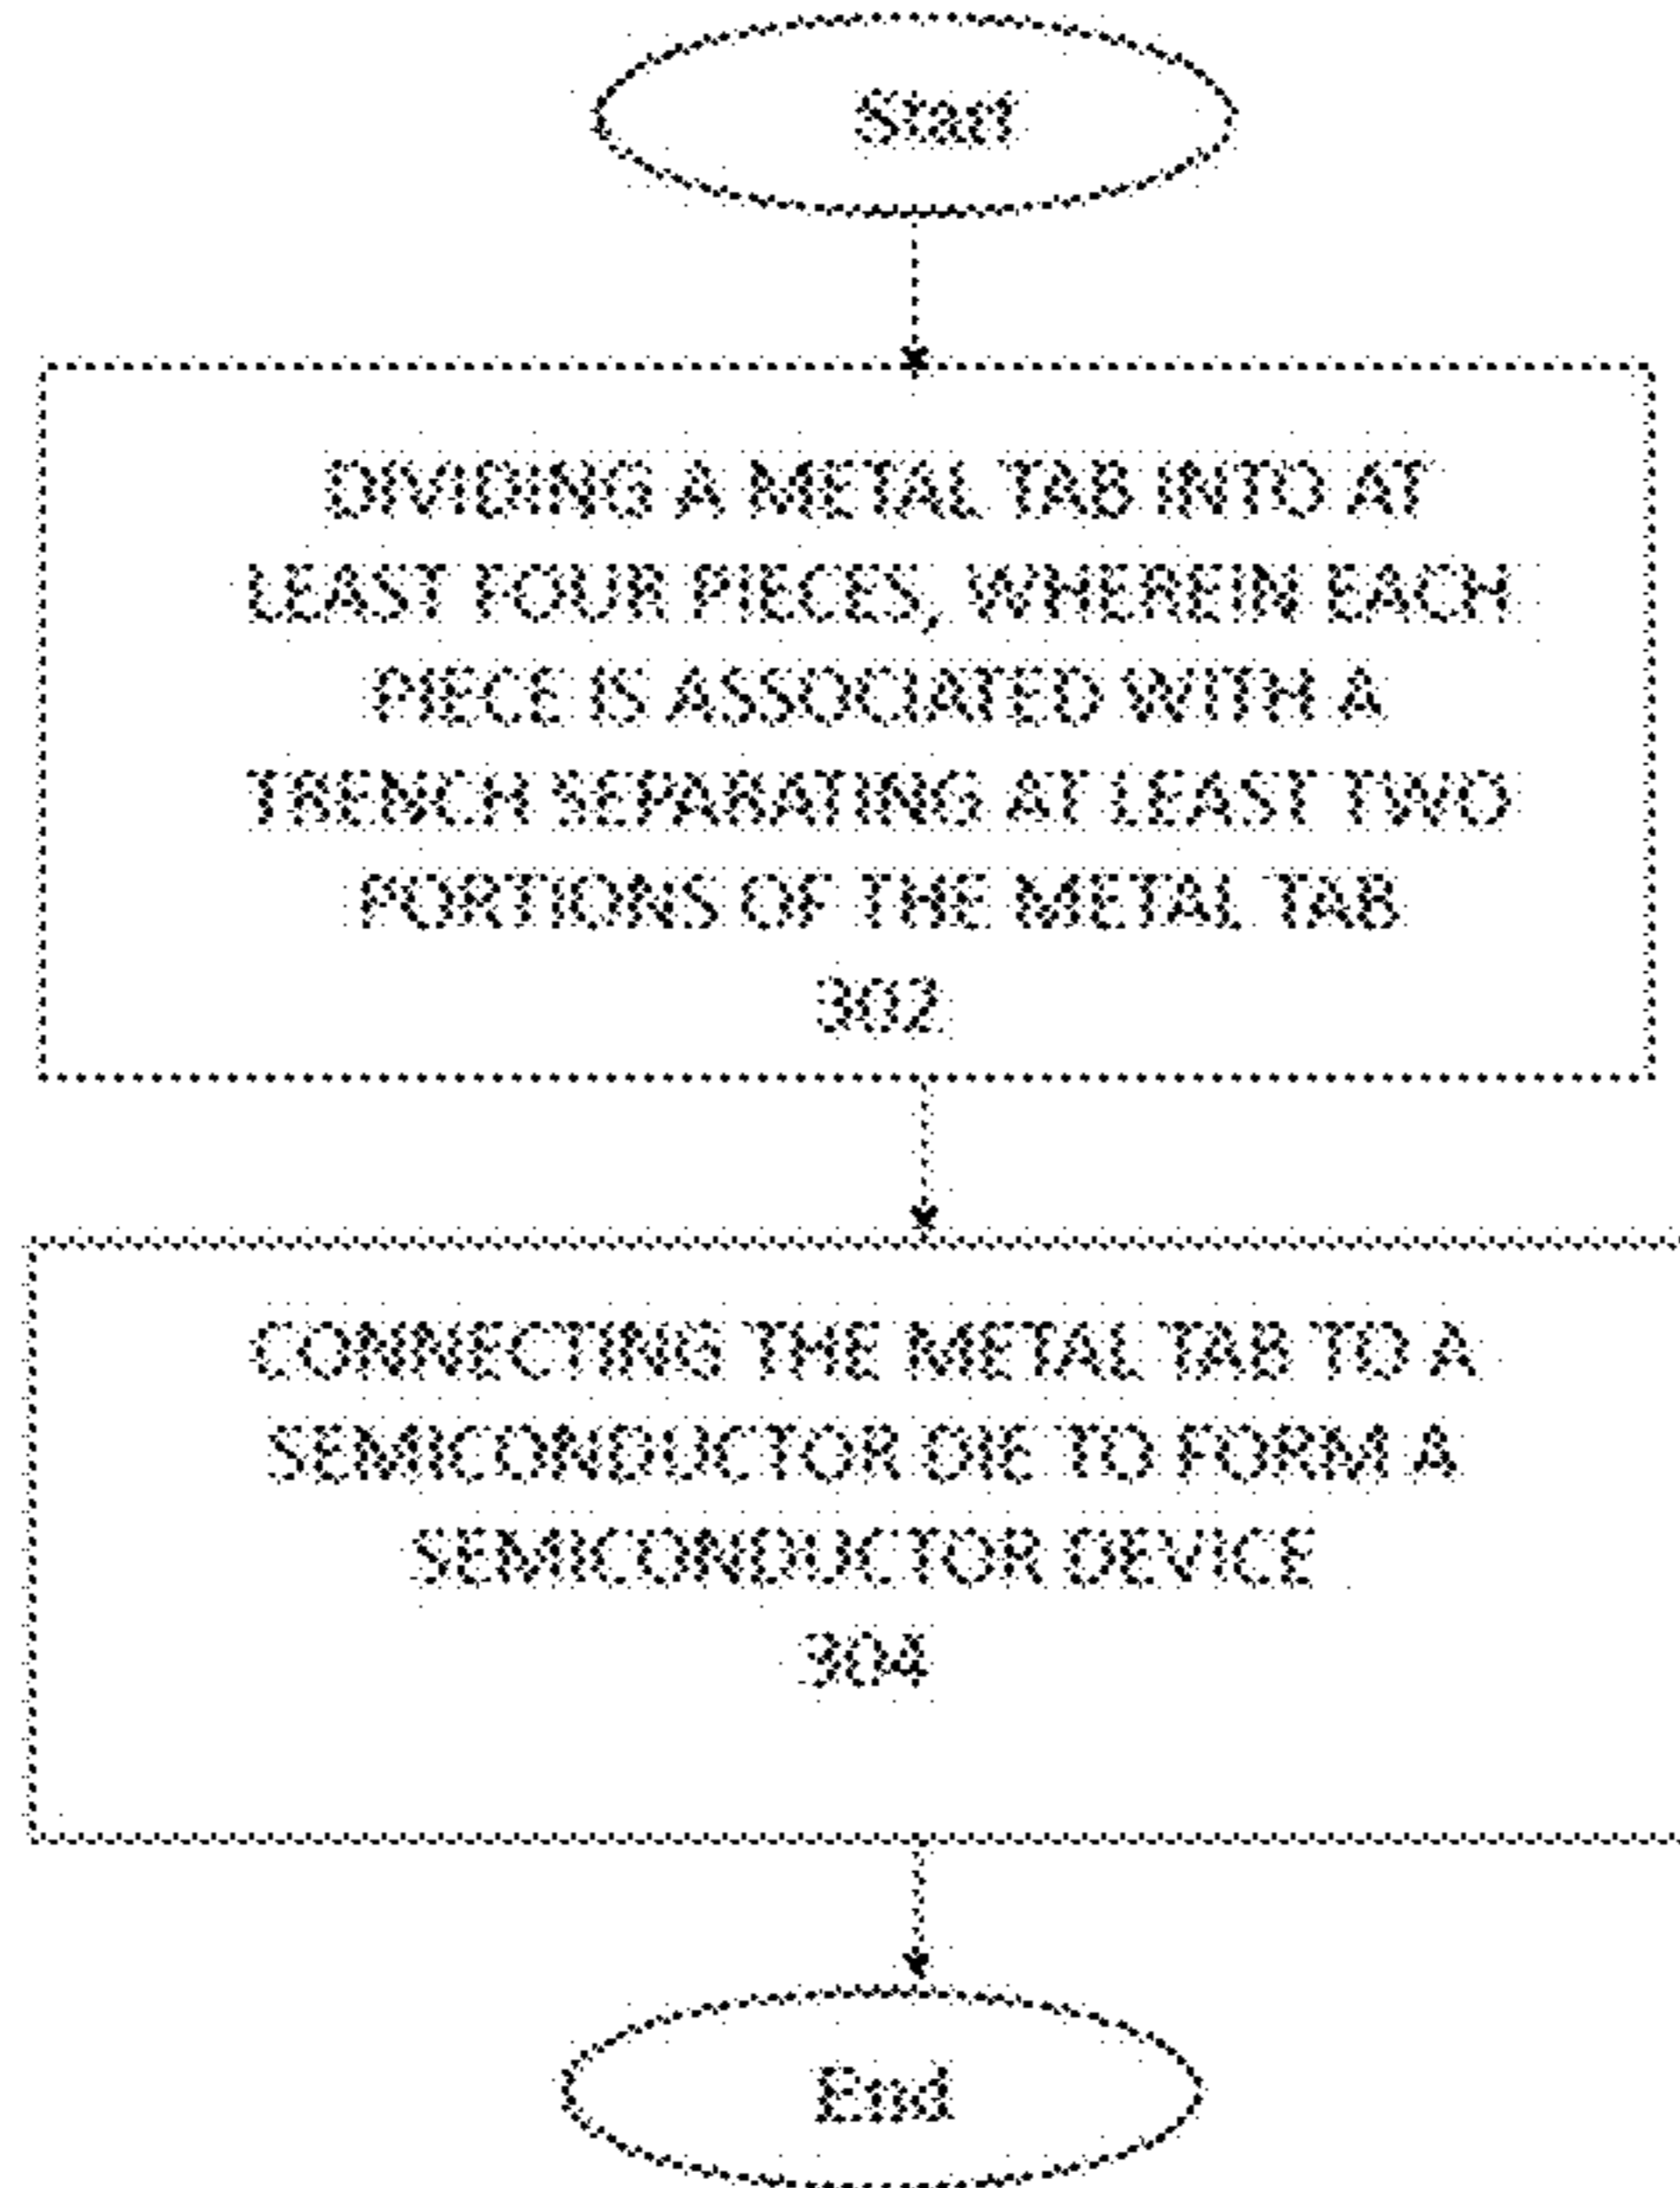 Start
DIVIDING A METAL TAB INTO AT
LEAST FOUR PIECES, WHEREIN EACH
PIECE IS ASSOCIATED WITH A
TRENCH SEPARATING AT LEAST TWO
PORTIONS OF THE METAL TAB
302
CONNECTING THE METAL TAB TO A
SEMICONDUCTOR DIE TO FORM A
SEMICONDUCTOR DEVICE
304
End